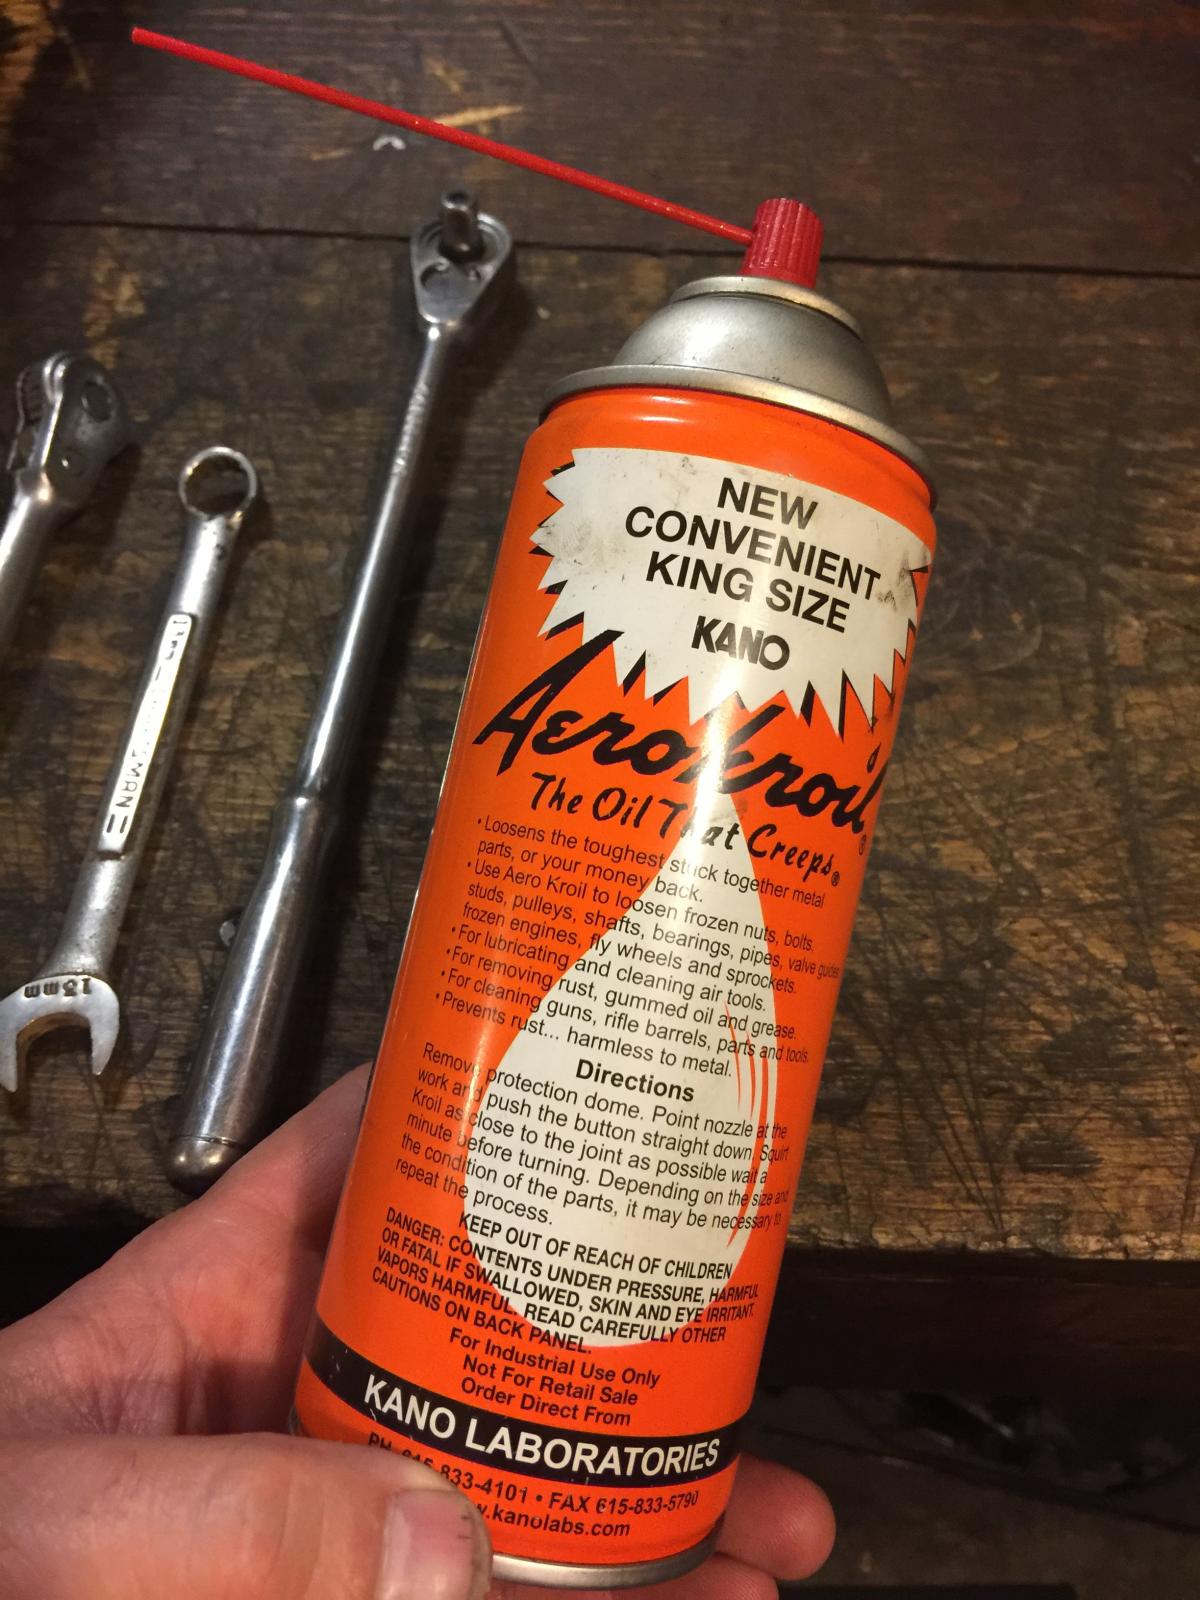 NEW
CONVENIENT
KING SIZE
KANO
Aerokroil®
The Oil That Creeps®
• Loosens the toughest stuck together metal
parts, or your money back.
• Use Aero Kroil to loosen frozen nuts, bolts,
studs, pulleys, shafts, bearings, pipes, valve guides
frozen engines, fly wheels and sprockets.
• For lubricating and cleaning air tools.
• For removing rust, gummed oil and grease.
• For cleaning guns, rifle barrels, parts and tools.
• Prevents rust... harmless to metal.
Directions
Remove protection dome. Point nozzle at the
work and push the button straight down. Squirt
Kroil as close to the joint as possible wait a
minute before turning. Depending on the size and
the condition of the parts, it may be necessary to
repeat the process.
KEEP OUT OF REACH OF CHILDREN
DANGER: CONTENTS UNDER PRESSURE, HARMFUL
OR FATAL IF SWALLOWED, SKIN AND EYE IRRITANT.
VAPORS HARMFUL. READ CAREFULLY OTHER
CAUTIONS ON BACK PANEL.
For Industrial Use Only
Not For Retail Sale
Order Direct From
KANO LABORATORIES
PH. 615-833-4101 • FAX 615-833-5790
w.kanolabs.com
13mm